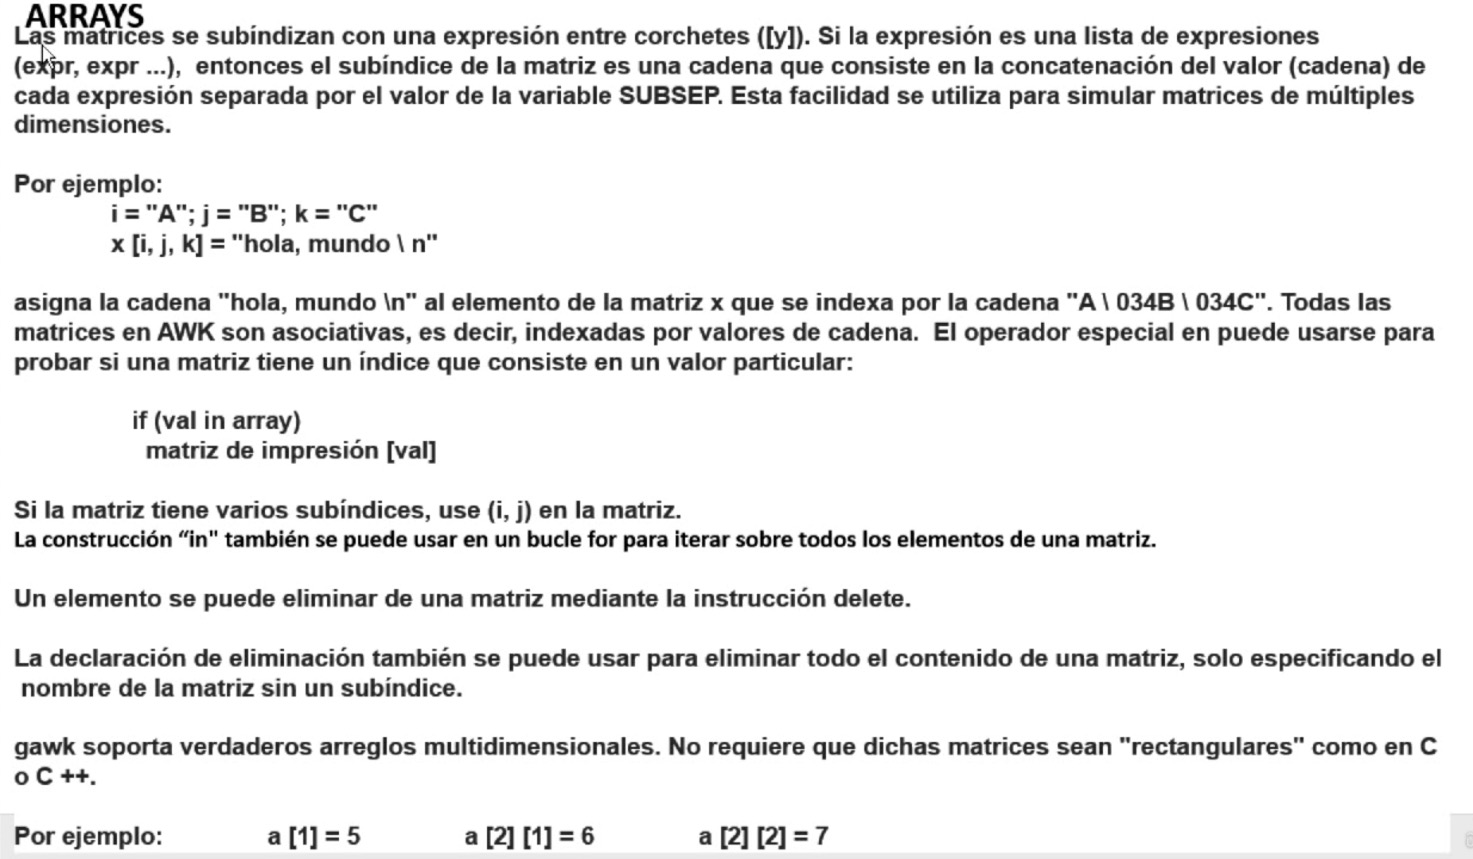 ARRAYS
Las matrices se subíndizan con una expresión entre corchetes ([y]). Si la expresión es una lista de expresiones
(expr, expr ...),  entonces el subíndice de la matriz es una cadena que consiste en la concatenación del valor (cadena) de
cada expresión separada por el valor de la variable SUBSEP. Esta facilidad se utiliza para simular matrices de múltiples
dimensiones.
Por ejemplo:
i = "A"; j = "B"; k = "C"
x [i, j, k] = "hola, mundo \ n"
asigna la cadena "hola, mundo \n" al elemento de la matriz x que se indexa por la cadena "A \ 034B \ 034C". Todas las
matrices en AWK son asociativas, es decir, indexadas por valores de cadena.  El operador especial en puede usarse para
probar si una matriz tiene un índice que consiste en un valor particular:
if (val in array)
matriz de impresión [val]
Si la matriz tiene varios subíndices, use (i, j) en la matriz.
La construcción “in" también se puede usar en un bucle for para iterar sobre todos los elementos de una matriz.
Un elemento se puede eliminar de una matriz mediante la instrucción delete.
La declaración de eliminación también se puede usar para eliminar todo el contenido de una matriz, solo especificando el
nombre de la matriz sin un subíndice.
gawk soporta verdaderos arreglos multidimensionales. No requiere que dichas matrices sean "rectangulares" como en C
o C ++.
Por ejemplo: a [1] = 5 a [2] [1] = 6 a [2] [2] = 7